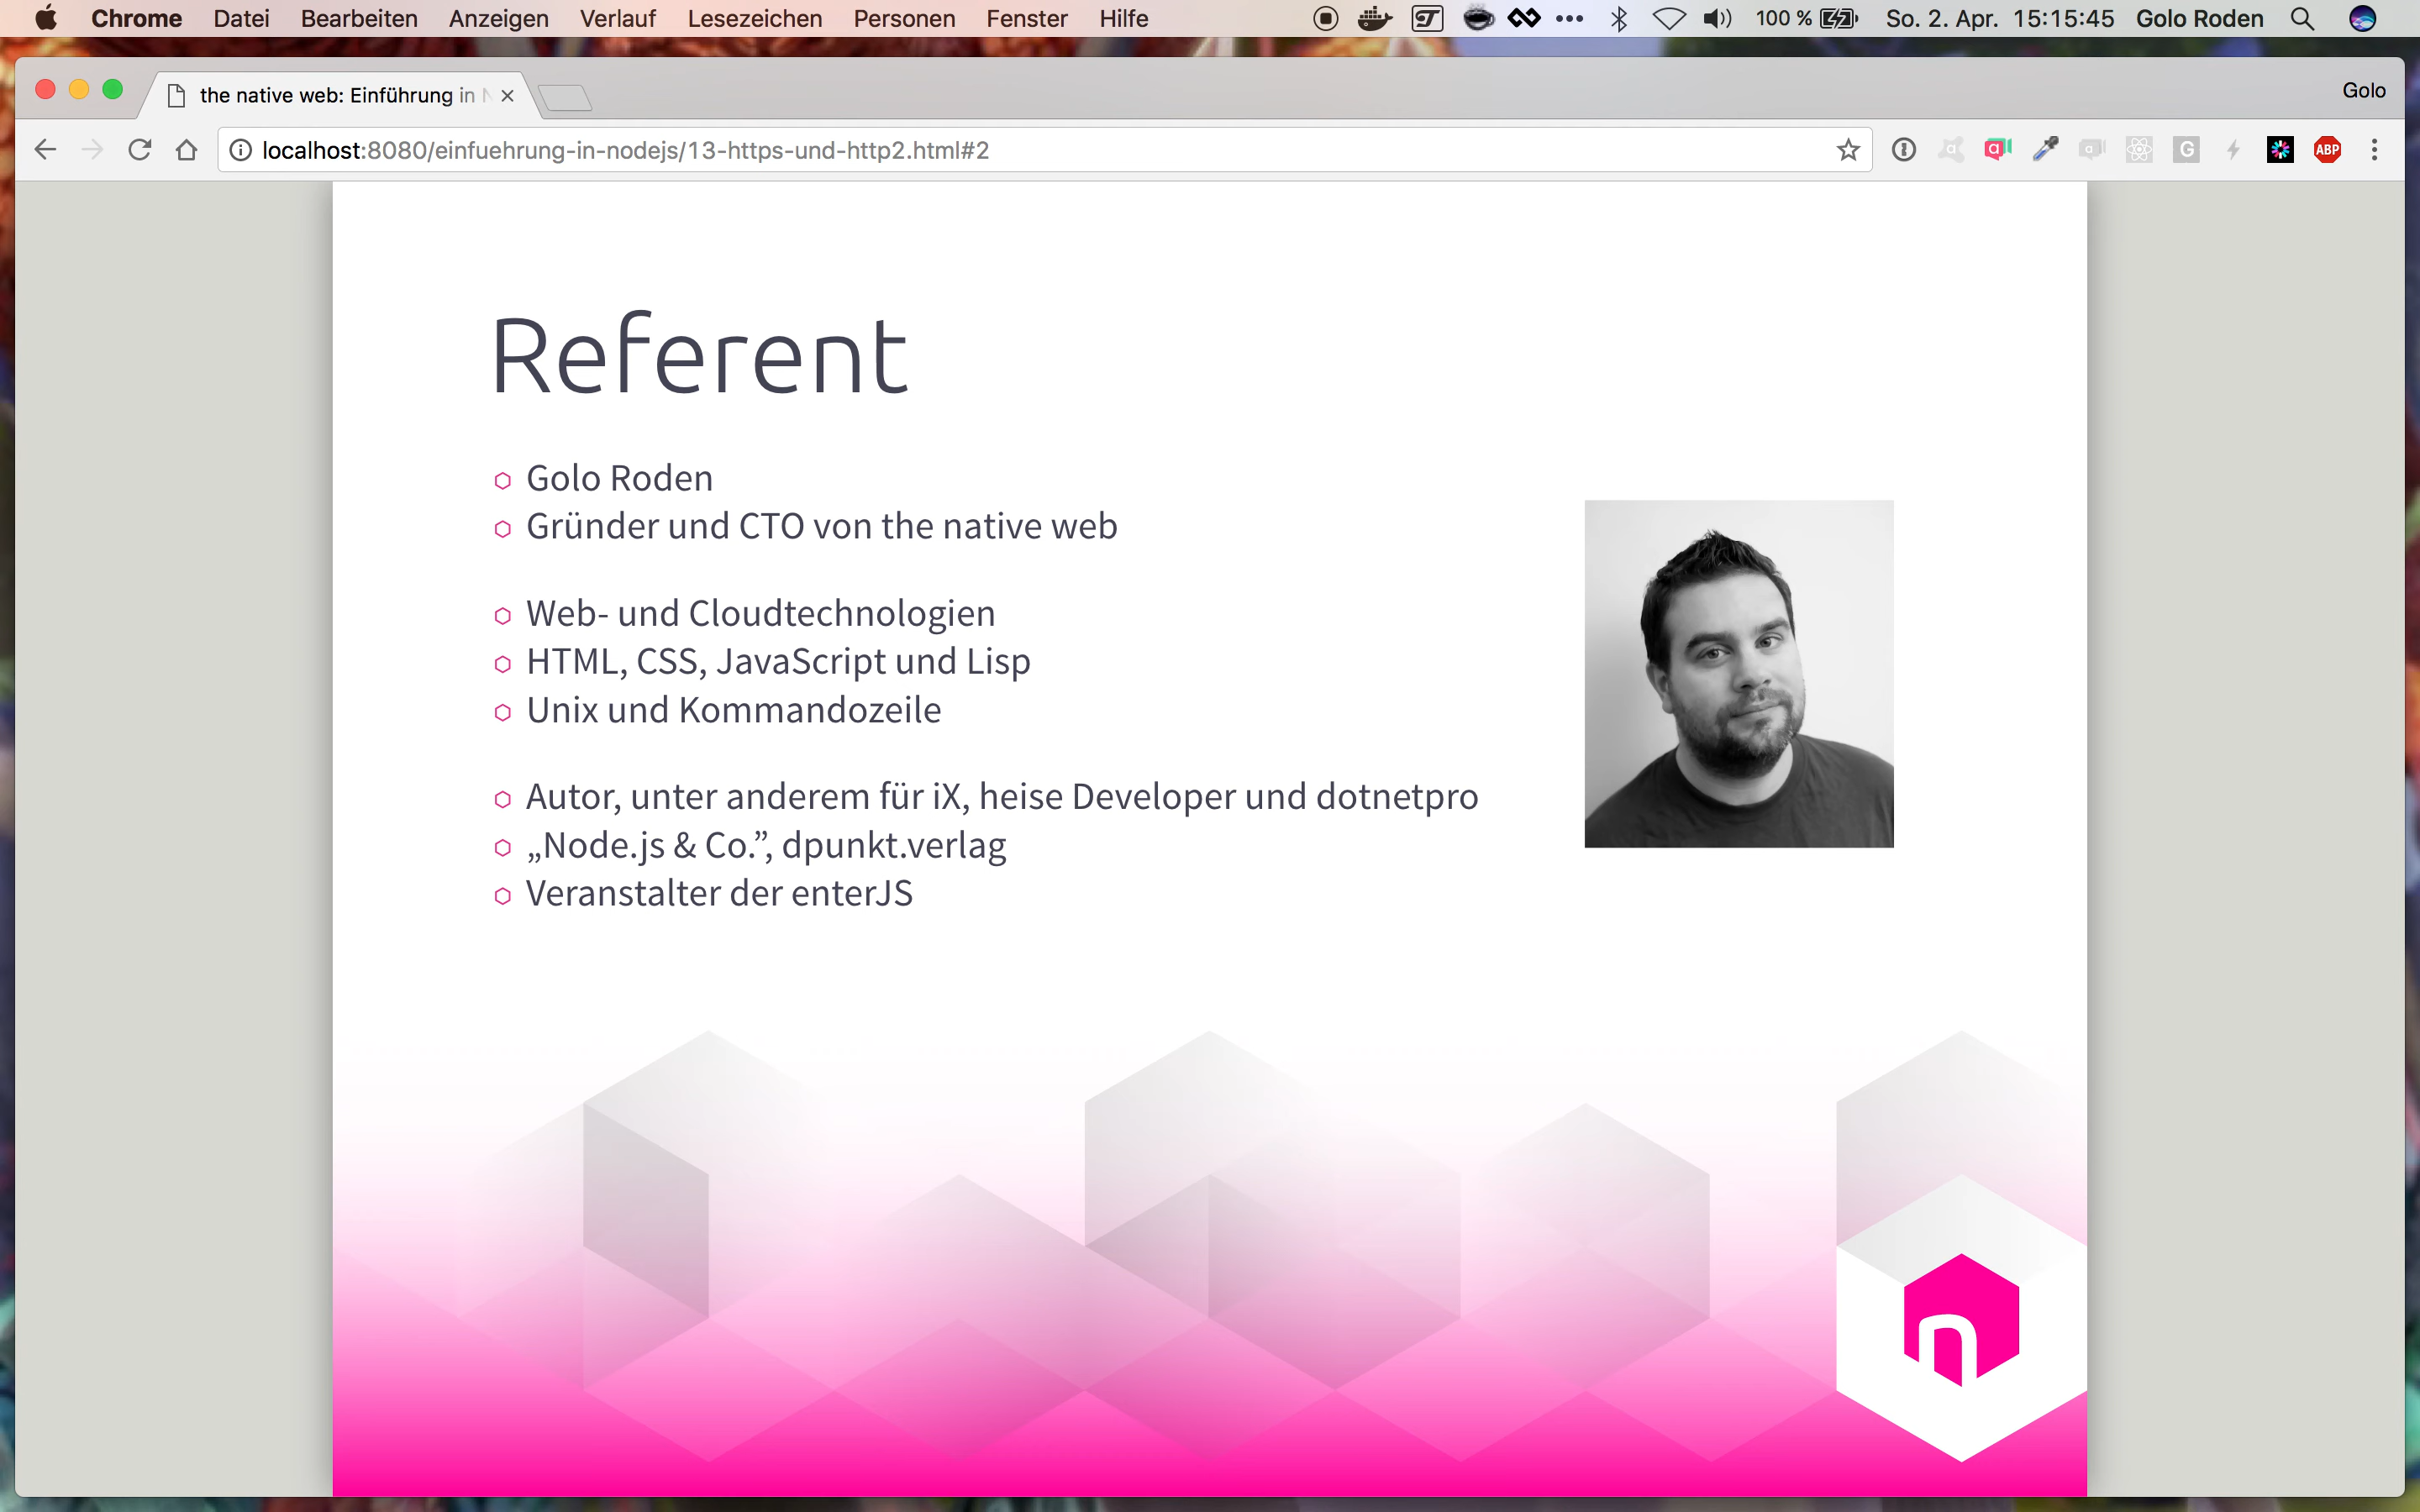 Chrome Datei Bearbeiten Anzeigen Verlauf Lesezeichen Personen Fenster Hilfe 100 % So. 2. Apr. 15:15:45 Golo Roden
the native web: Einführung in Golo
localhost:8080/einfuehrung-in-nodejs/13-https-und-http2.html#2
a a a G ABP
Referent
Golo Roden
Gründer und CTO von the native web
Web- und Cloudtechnologien
HTML, CSS, JavaScript und Lisp
Unix und Kommandozeile
Autor, unter anderem für iX, heise Developer und dotnetpro
„Node.js & Co.”, dpunkt.verlag
Veranstalter der enterJS
n